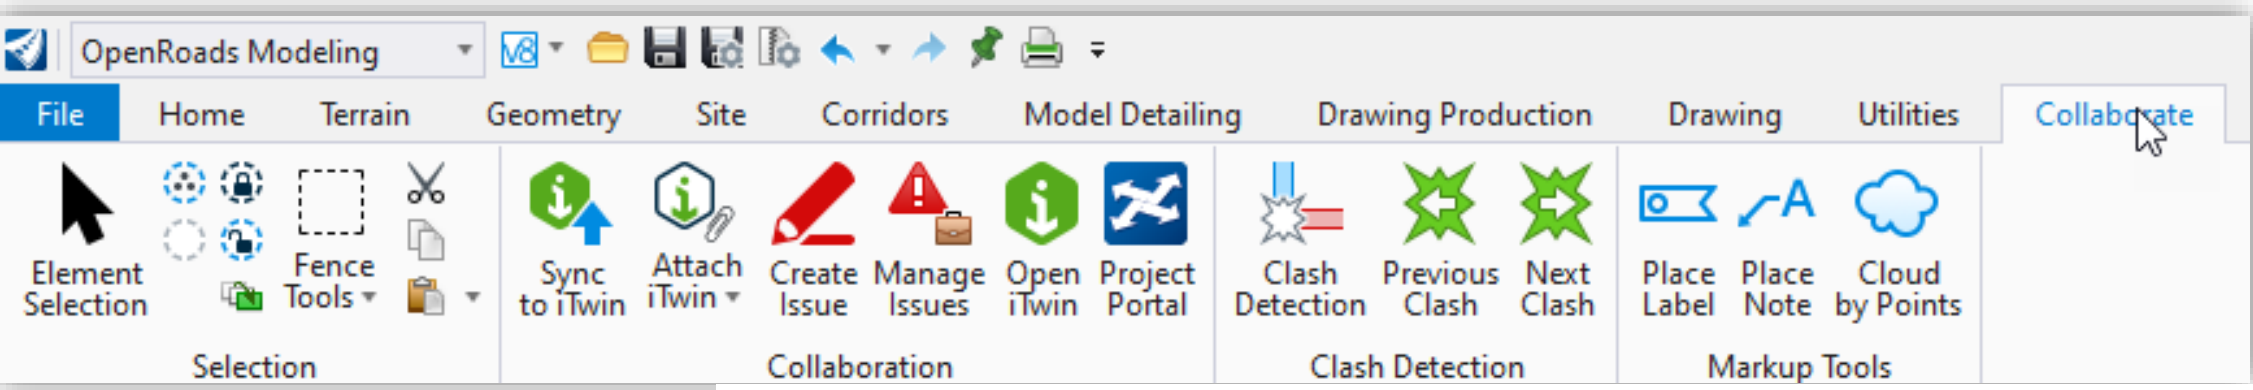 OpenRoads Modeling
V8
File Home Terrain Geometry Site Corridors Model Detailing Drawing Production Drawing Utilities Collaborate
Element
Selection
Fence
Tools
Selection
Sync
to iTwin
Attach
iTwin
Create
Issue
Manage
Issues
Open
iTwin
Project
Portal
Collaboration
Clash
Detection
Previous
Clash
Next
Clash
Clash Detection
A
Place
Label
Place
Note
Cloud
by Points
Markup Tools